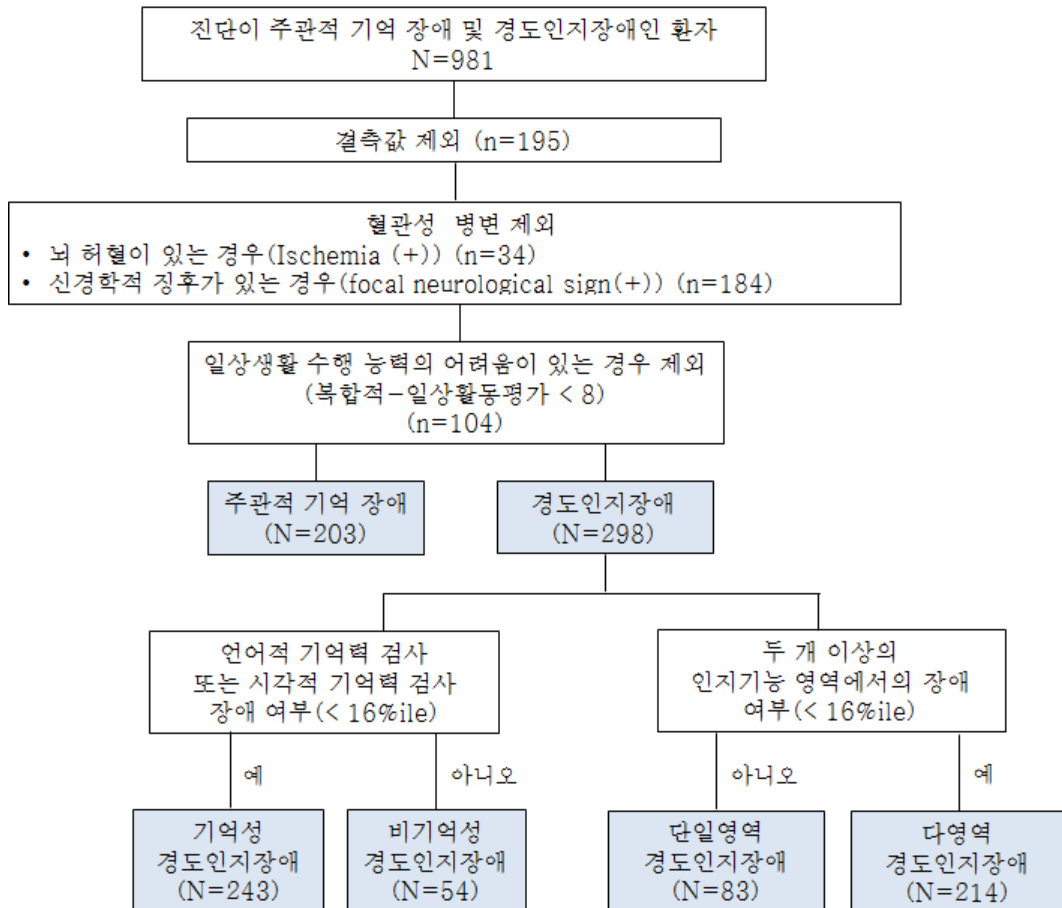 진단이 주관적 기억 장애 및 경도인지장애인 환자
N=981
결측값 제외 (n=195)
혈관성 병변 제외
• 뇌 허혈이 있는 경우(Ischemia (+)) (n=34)
• 신경학적 징후가 있는 경우(focal neurological sign(+)) (n=184)
일상생활 수행 능력의 어려움이 있는 경우 제외
(복합적-일상활동평가 < 8)
(n=104)
주관적 기억 장애
(N=203)
경도인지장애
(N=298)
언어적 기억력 검사
또는 시각적 기억력 검사
장애 여부(< 16%ile)
두 개 이상의
인지기능 영역에서의 장애
여부(< 16%ile)
예
아니오
아니오
예
기억성
경도인지장애
(N=243)
비기억성
경도인지장애
(N=54)
단일영역
경도인지장애
(N=83)
다영역
경도인지장애
(N=214)